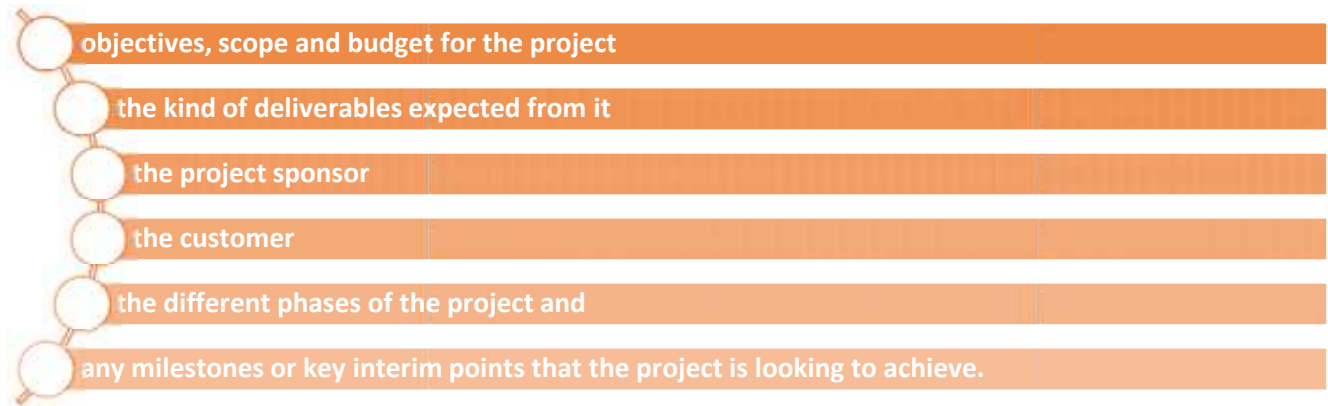 objectives, scope and budget for the project
the kind of deliverables expected from it
the project sponsor
the customer
the different phases of the project and
any milestones or key interim points that the project is looking to achieve.